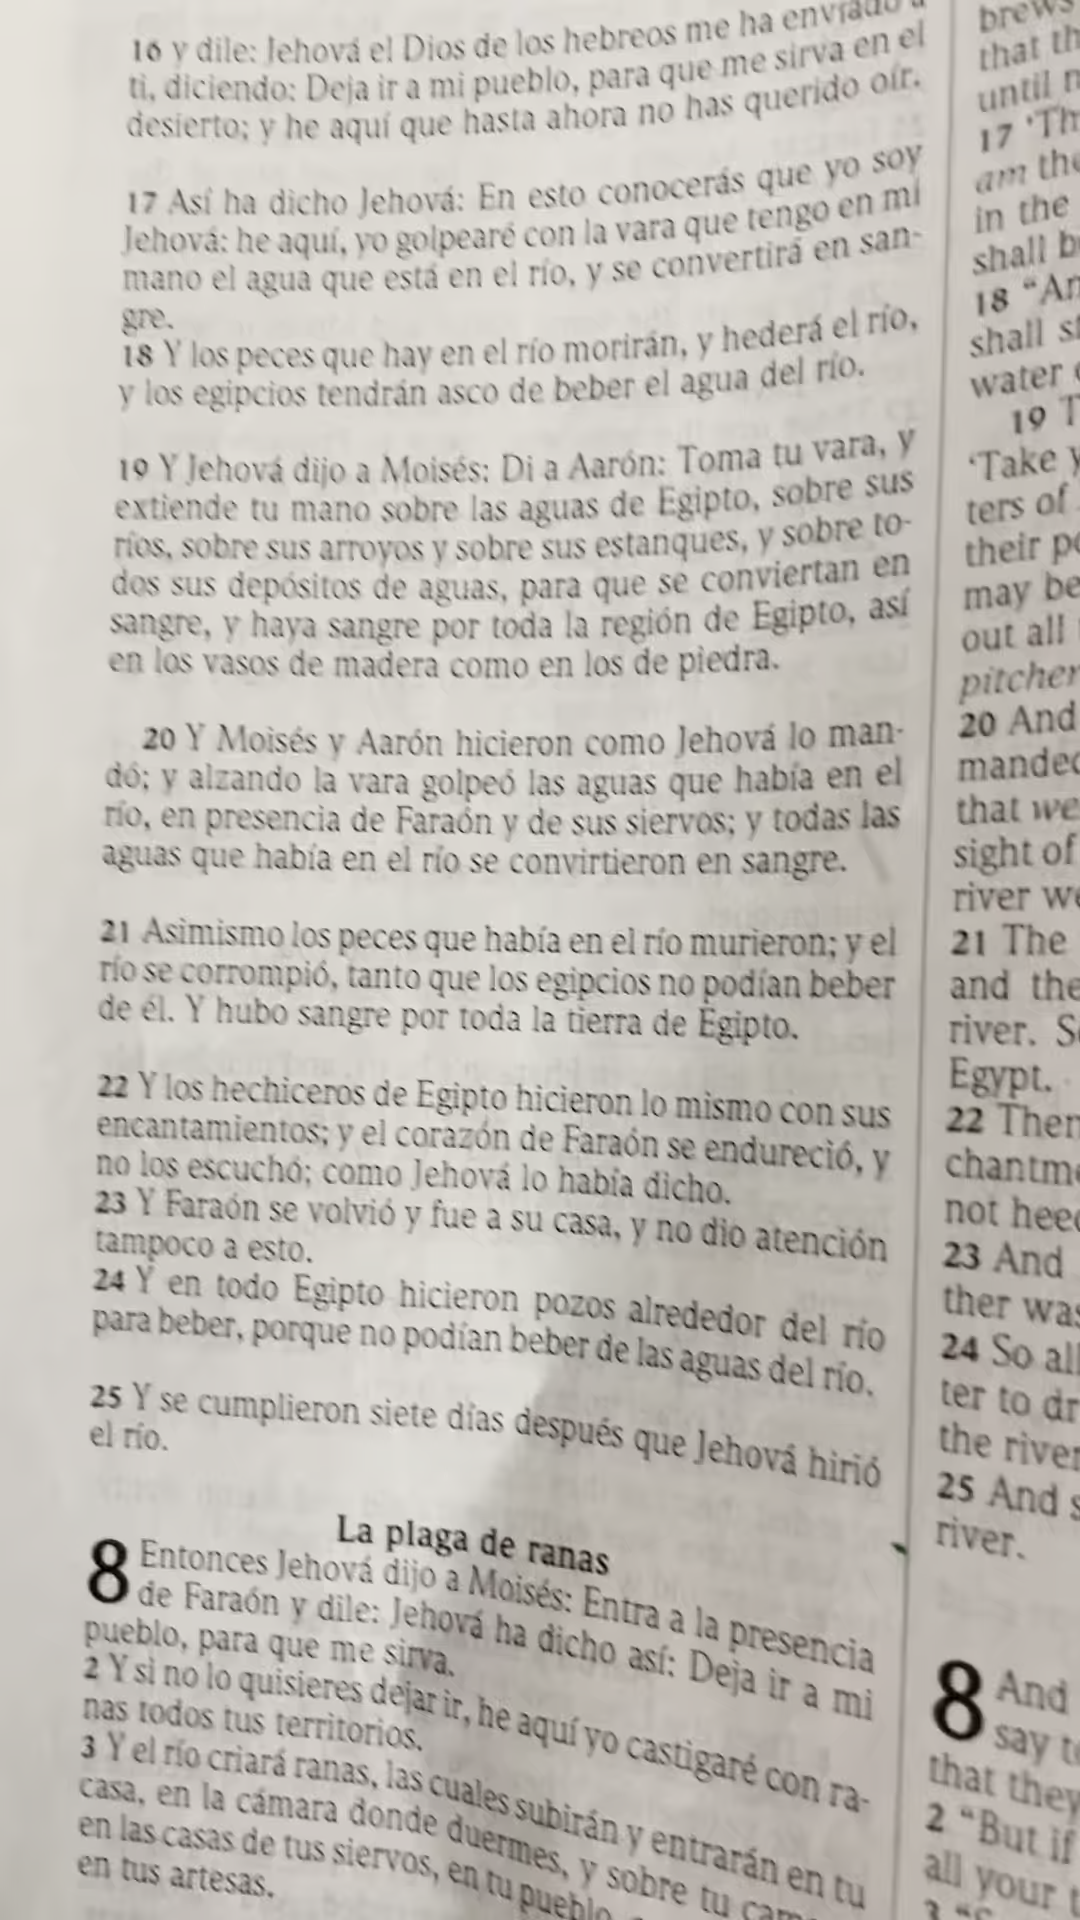 16 y dile: Jehová el Dios de los hebreos me ha enviado a
ti, diciendo: Deja ir a mi pueblo, para que me sirva en el
desierto; y he aquí que hasta ahora no has querido oír.
17 Así ha dicho Jehová: En esto conocerás que yo soy
Jehová: he aquí, yo golpearé con la vara que tengo en mi
mano el agua que está en el río, y se convertirá en san-
gre.
18 Y los peces que hay en el río morirán, y hederá el río,
y los egipcios tendrán asco de beber el agua del río.
19 Y Jehová dijo a Moisés: Di a Aarón: Toma tu vara, y
extiende tu mano sobre las aguas de Egipto, sobre sus
ríos, sobre sus arroyos y sobre sus estanques, y sobre to-
dos sus depósitos de aguas, para que se conviertan en
sangre, y haya sangre por toda la región de Egipto, así
en los vasos de madera como en los de piedra.
20 Y Moisés y Aarón hicieron como Jehová lo man-
dó; y alzando la vara golpeó las aguas que había en el
río, en presencia de Faraón y de sus siervos; y todas las
aguas que había en el río se convirtieron en sangre.
21 Asimismo los peces que había en el río murieron; y el
río se corrompió, tanto que los egipcios no podían beber
de él. Y hubo sangre por toda la tierra de Egipto.
22 Y los hechiceros de Egipto hicieron lo mismo con sus
encantamientos; y el corazón de Faraón se endureció, y
no los escuchó; como Jehová lo había dicho.
23 Y Faraón se volvió y fue a su casa, y no dio atención
tampoco a esto.
24 Y en todo Egipto hicieron pozos alrededor del río
para beber, porque no podían beber de las aguas del río.
25 Y se cumplieron siete días después que Jehová hirió
el río.
La plaga de ranas
8 Entonces Jehová dijo a Moisés: Entra a la presencia
de Faraón y dile: Jehová ha dicho así: Deja ir a mi
pueblo, para que me sirva.
2 Y si no lo quisieres dejar ir, he aquí yo castigaré con ra-
nas todos tus territorios.
3 Y el río criará ranas, las cuales subirán y entrarán en tu
casa, en la cámara donde duermes, y sobre tu
en las casas de tus siervos, en tu pueblo
en tus artesas.
brews
that
until
17
am the
in the
shall
18
shall
water
19
'Take
ters of
their
may be
out all
20 And
that
sight of
river
21 The
and the
river.
Egypt.
22
not
23 And
ther
24 So all
ter to
the river
25 And
river.
8 And
say
that they
2 "But if
all your